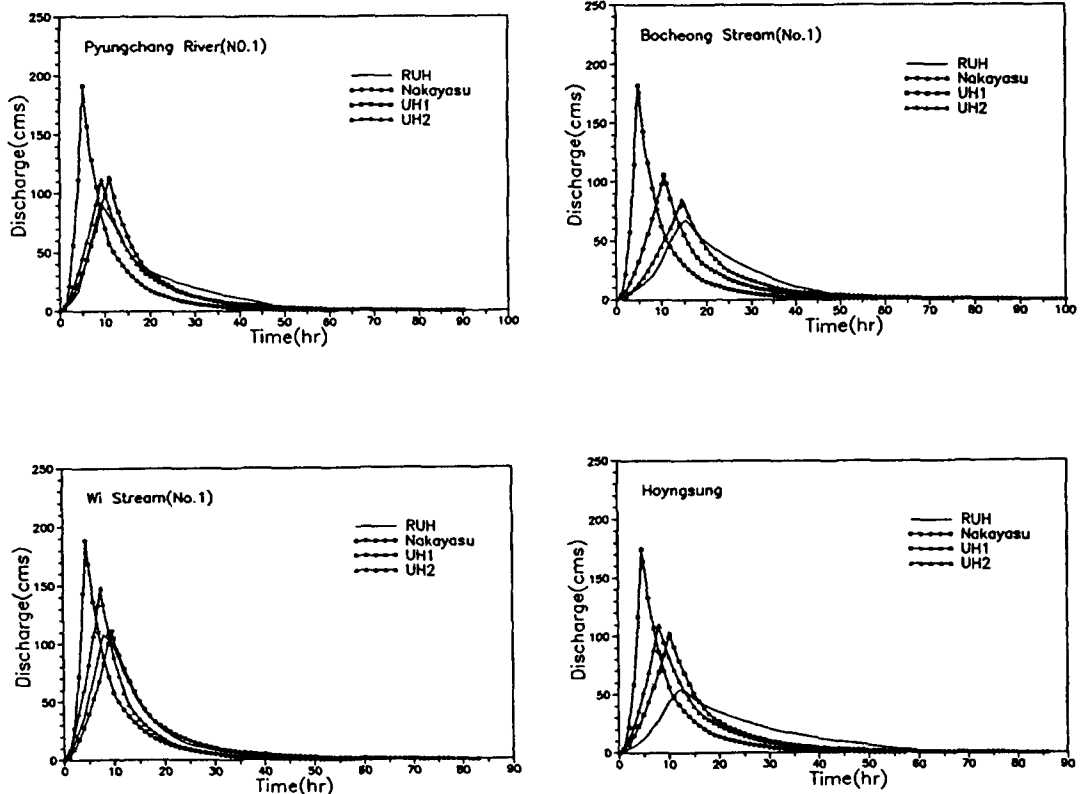 Pyungchang River(NO.1)
RUH
Nakayasu
UH1
UH2
Discharge(cms)
250
200
150
100
50
0
0 10 20 30 40 50 60 70 80 90 100
Time(hr)
Bocheong Stream(No.1)
RUH
Nakayasu
UH1
UH2
Discharge(cms)
250
200
150
100
50
0
0 10 20 30 40 50 60 70 80 90 100
Time(hr)
Wi Stream(No.1)
RUH
Nakayasu
UH1
UH2
Discharge(cms)
250
200
150
100
50
0
0 10 20 30 40 50 60 70 80 90
Time(hr)
Hoyngsung
RUH
Nakayasu
UH1
UH2
Discharge(cms)
250
200
150
100
50
0
0 10 20 30 40 50 60 70 80 90
Time(hr)